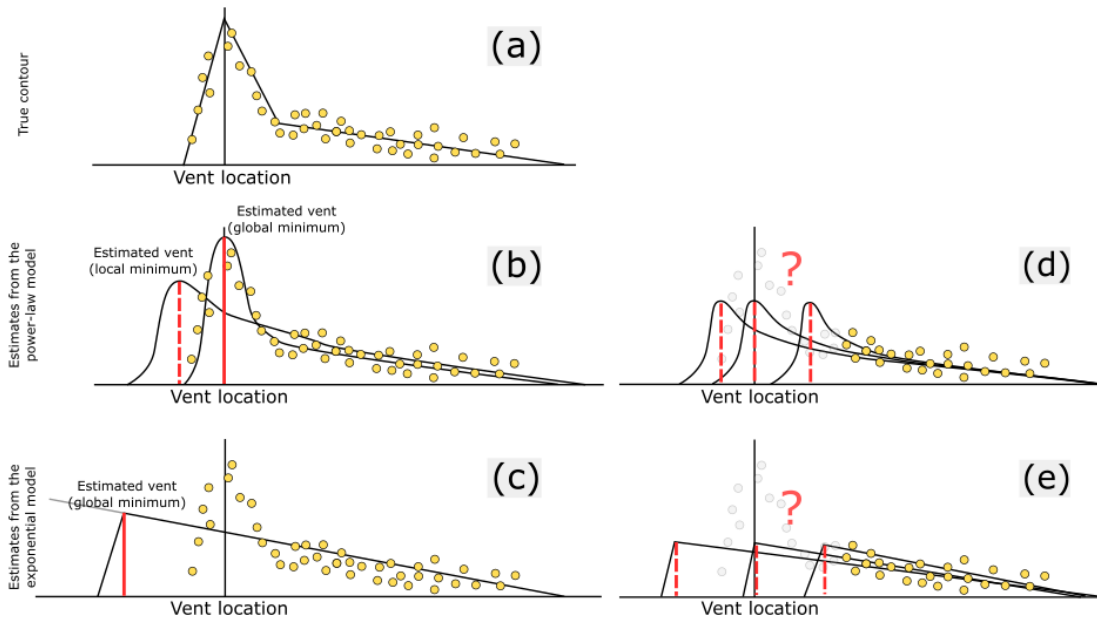 (a)
True contour
Vent location
Estimated vent
(global minimum)
Estimated vent
(local minimum)
(b)
Estimates from the
power-law model
Vent location
?
(d)
Vent location
Estimated vent
(global minimum)
(c)
Estimates from the
exponential model
Vent location
?
(e)
Vent location